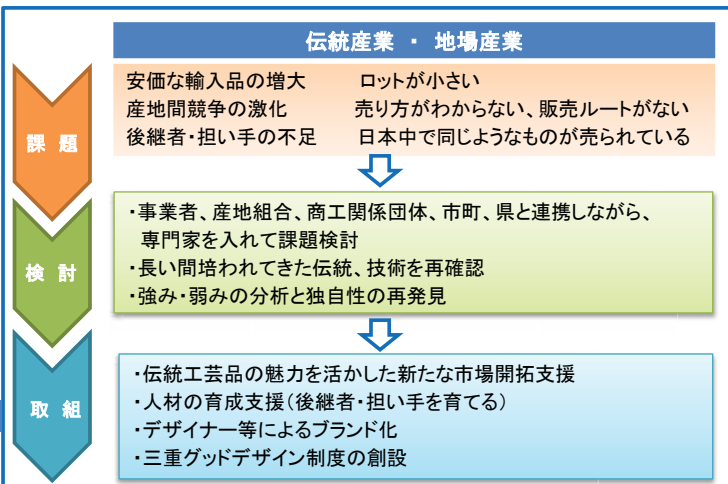 伝統産業 ・ 地場産業
課 題
安価な輸入品の増大 ロットが小さい
産地間競争の激化 売り方がわからない、販売ルートがない
後継者・担い手の不足 日本中で同じようなものが売られている
検 討
・事業者、産地組合、商工関係団体、市町、県と連携しながら、
専門家を入れて課題検討
・長い間培われてきた伝統、技術を再確認
・強み・弱みの分析と独自性の再発見
取 組
・伝統工芸品の魅力を活かした新たな市場開拓支援
・人材の育成支援(後継者・担い手を育てる)
・デザイナー等によるブランド化
・三重グッドデザイン制度の創設